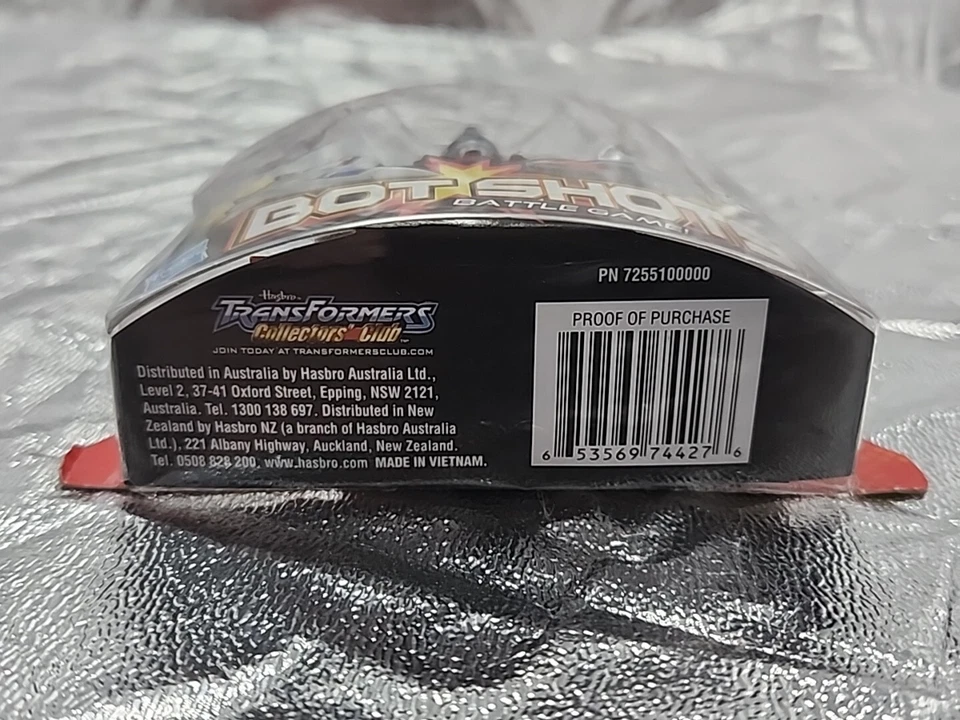 BOT SHOTS
BATTLE GAME!
PN 7255100000
Hasbro
TRANSFORMERS
Collectors' Club™
JOIN TODAY AT TRANSFORMERSCLUB.COM
Distributed in Australia by Hasbro Australia Ltd.,
Level 2, 37-41 Oxford Street, Epping, NSW 2121,
Australia. Tel. 1300 138 697. Distributed in New
Zealand by Hasbro NZ (a branch of Hasbro Australia
Ltd.), 221 Albany Highway, Auckland, New Zealand.
Tel. 0508 828 200. www.hasbro.com MADE IN VIETNAM.
PROOF OF PURCHASE
6 53569 74427 6